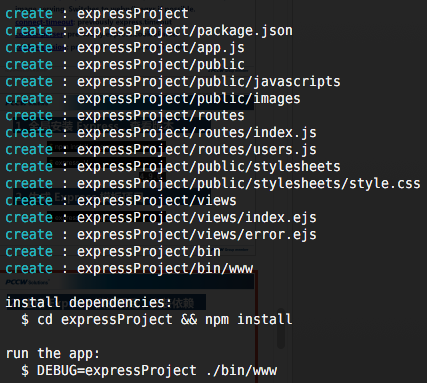 create : expressProject
create : expressProject/package.json
create : expressProject/app.js
create : expressProject/public
create : expressProject/public/javascripts
create : expressProject/public/images
create : expressProject/routes
create : expressProject/routes/index.js
create : expressProject/routes/users.js
create : expressProject/public/stylesheets
create : expressProject/public/stylesheets/style.css
create : expressProject/views
create : expressProject/views/index.ejs
create : expressProject/views/error.ejs
create : expressProject/bin
create : expressProject/bin/www
PCCW Solutions
install dependencies:
$ cd expressProject && npm install
run the app:
$ DEBUG=expressProject ./bin/www